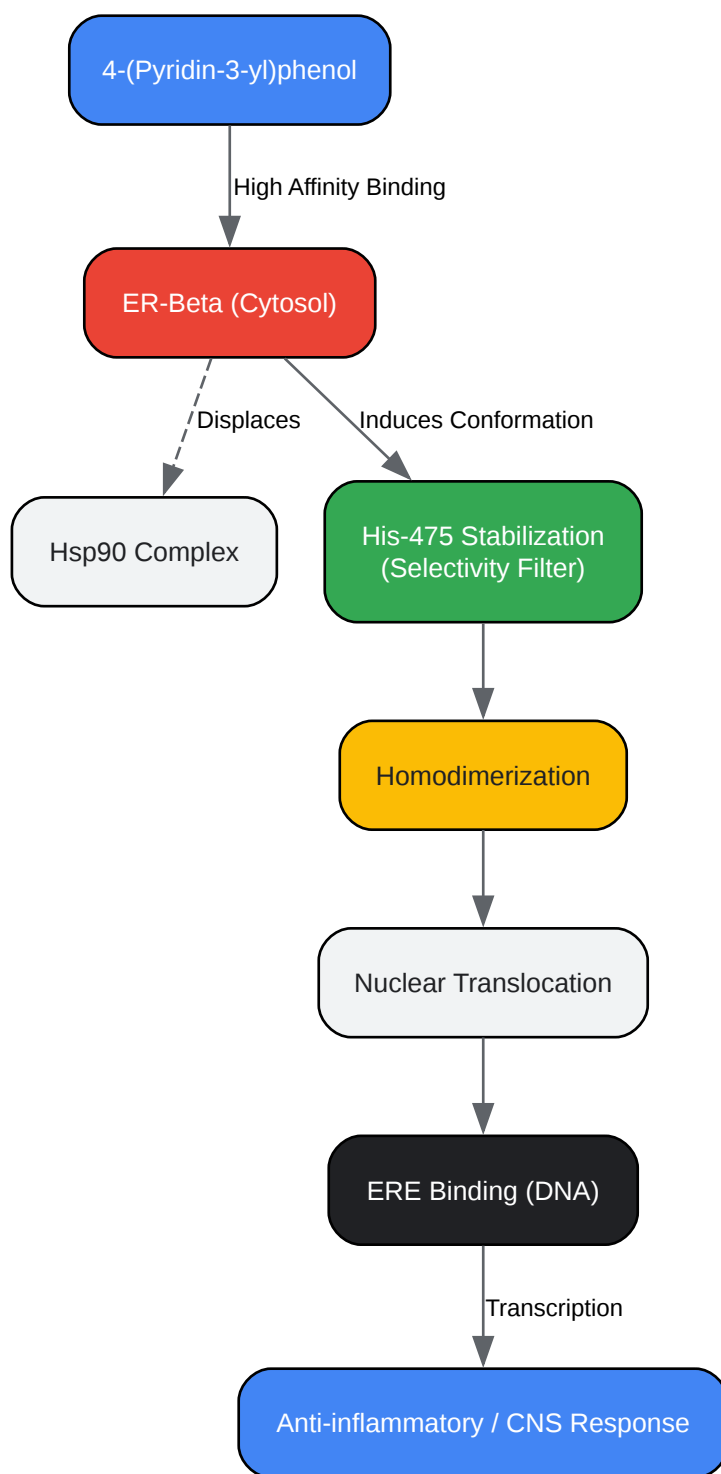 4-(Pyridin-3-yl)phenol
High Affinity Binding
ER-Beta (Cytosol)
Displaces
Induces Conformation
Hsp90 Complex
His-475 Stabilization
(Selectivity Filter)
Homodimerization
Nuclear Translocation
ERE Binding (DNA)
Transcription
Anti-inflammatory / CNS Response